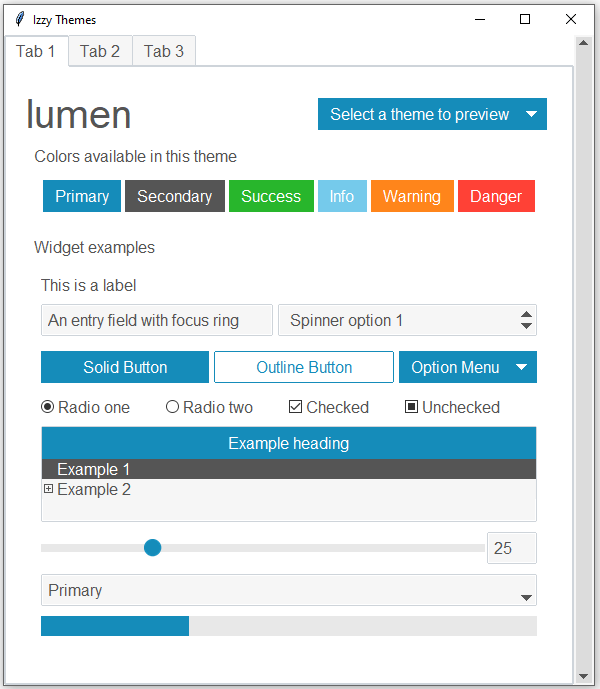 Izzy Themes
Tab 1 Tab 2 Tab 3
lumen
Select a theme to preview
Colors available in this theme
Primary Secondary Success Info Warning Danger
Widget examples
This is a label
An entry field with focus ring Spinner option 1
Solid Button Outline Button Option Menu
Radio one Radio two Checked Unchecked
Example heading
Example 1
Example 2
25
Primary